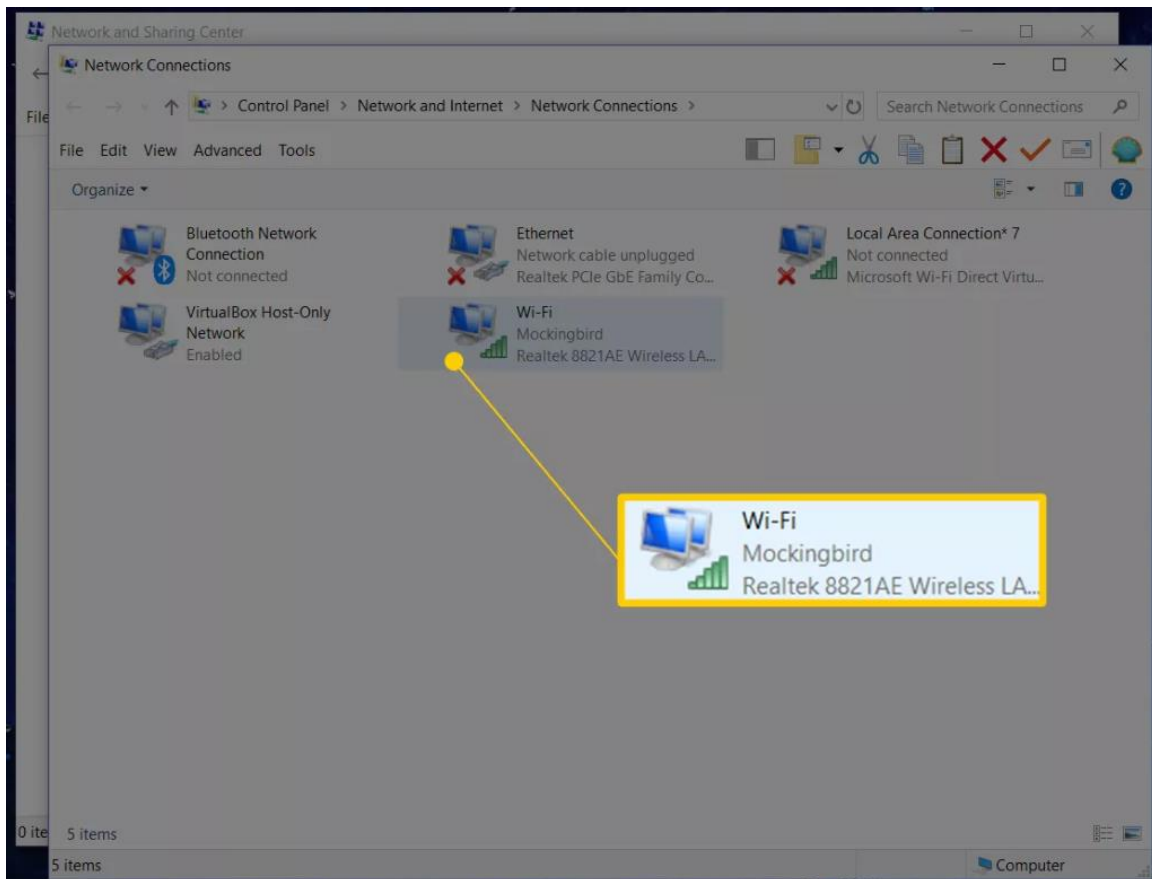 Network and Sharing Center
Network Connections
Control Panel > Network and Internet > Network Connections >
Search Network Connections
File
File Edit View Advanced Tools
Organize
Bluetooth Network
Connection
Not connected
Ethernet
Network cable unplugged
Realtek PCIe GbE Family Co...
Local Area Connection* 7
Not connected
Microsoft Wi-Fi Direct Virtu...
VirtualBox Host-Only
Network
Enabled
Wi-Fi
Mockingbird
Realtek 8821AE Wireless LA...
Wi-Fi
Mockingbird
Realtek 8821AE Wireless LA...
0 ite
5 items
5 items
Computer